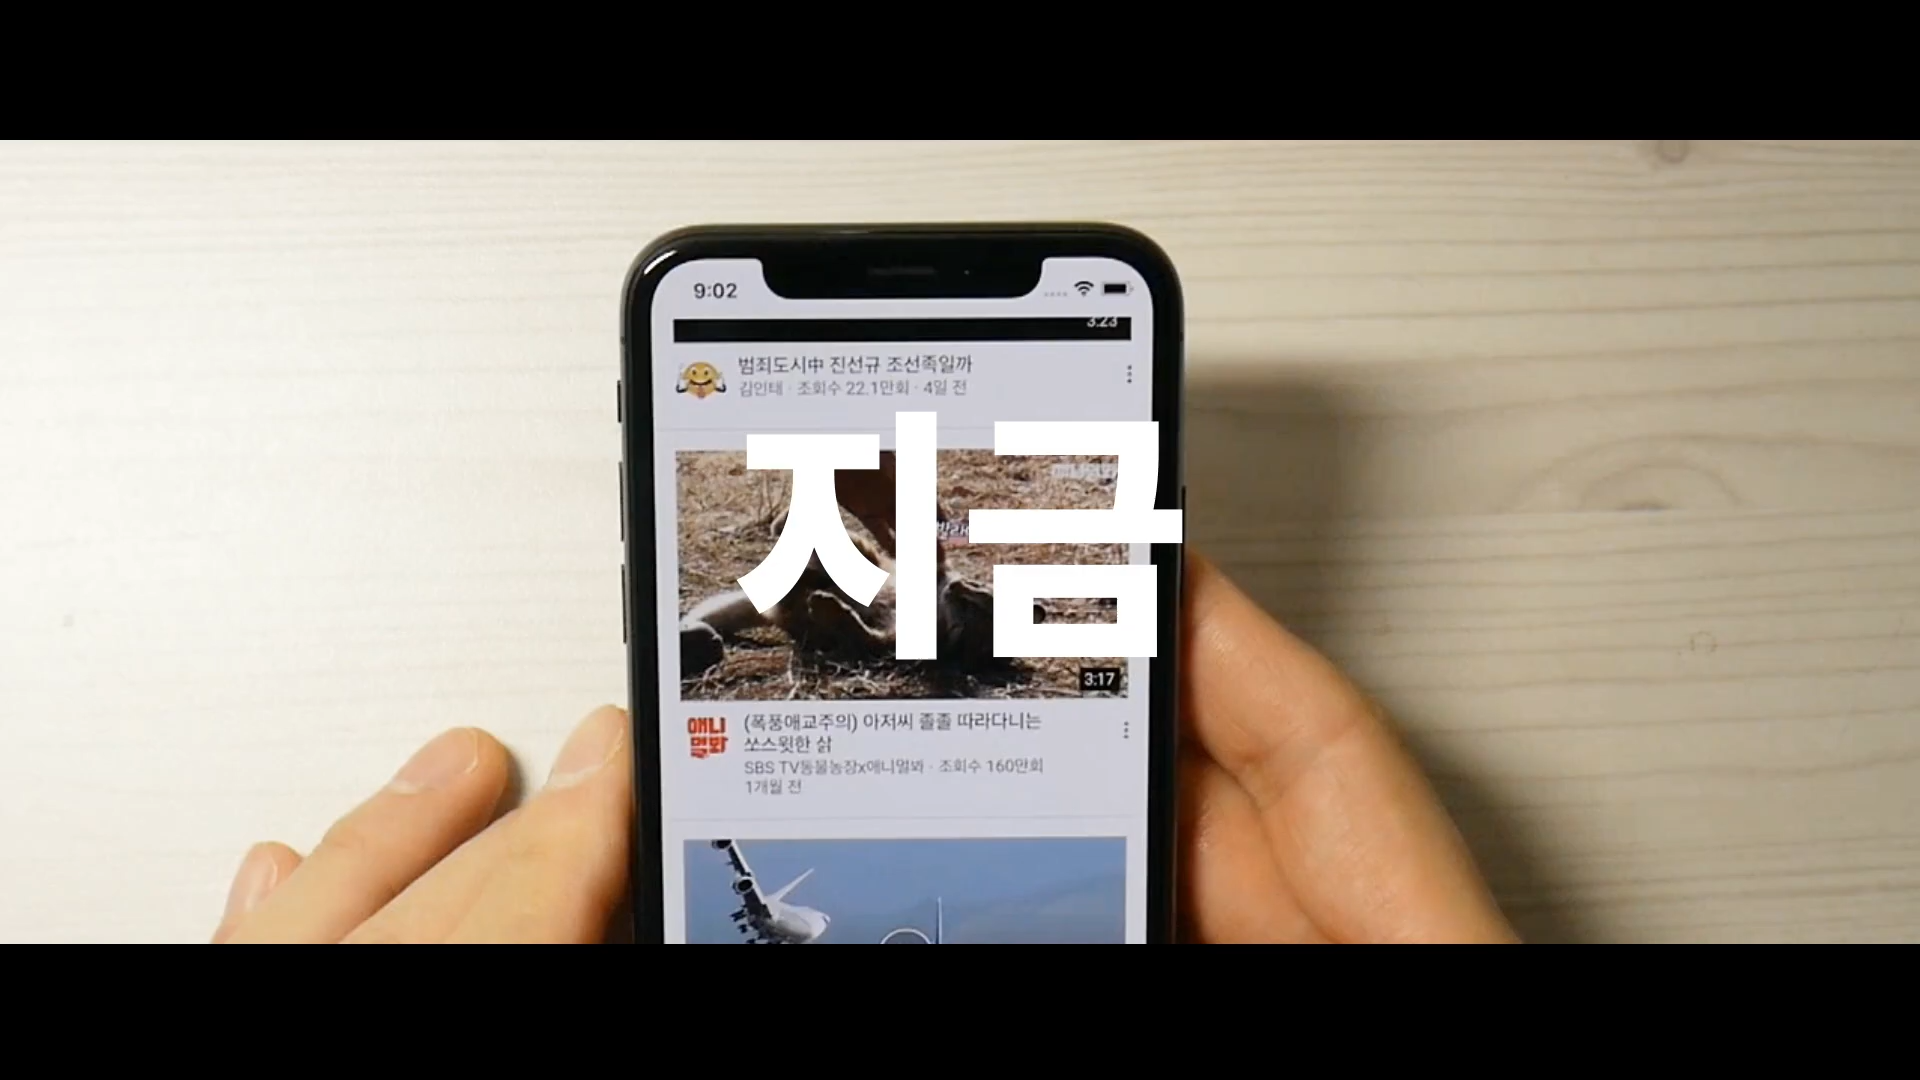 9:02
3:23
범죄도시中 진선규 조선족일까
김인태 · 조회수 22.1만회 · 4일 전
지금
3:17
애니멀봐
(폭풍애교주의) 아저씨 졸졸 따라다니는
쏘스윗한 삵
SBS TV동물농장x애니멀봐 · 조회수 160만회
1개월 전